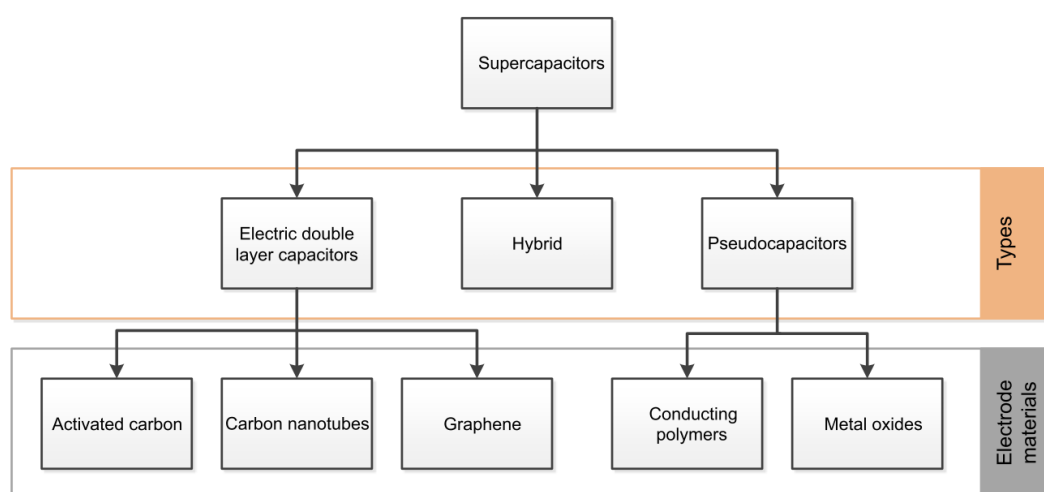 Supercapacitors
Electric double
layer capacitors
Hybrid
Pseudocapacitors
Types
Activated carbon
Carbon nanotubes
Graphene
Conducting
polymers
Metal oxides
Electrode
materials